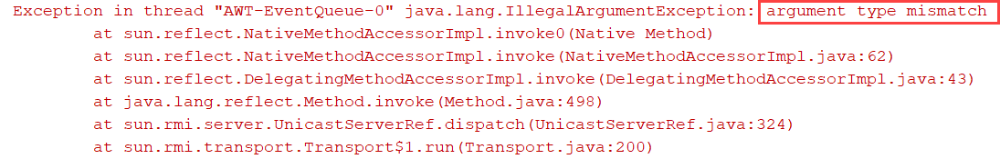 Exception in thread "AWT-EventQueue-0" java.lang.IllegalArgumentException: argument type mismatch
at sun.reflect.NativeMethodAccessorImpl.invoke0(Native Method)
at sun.reflect.NativeMethodAccessorImpl.invoke(NativeMethodAccessorImpl.java:62)
at sun.reflect.DelegatingMethodAccessorImpl.invoke(DelegatingMethodAccessorImpl.java:43)
at java.lang.reflect.Method.invoke(Method.java:498)
at sun.rmi.server.UnicastServerRef.dispatch(UnicastServerRef.java:324)
at sun.rmi.transport.Transport$1.run(Transport.java:200)